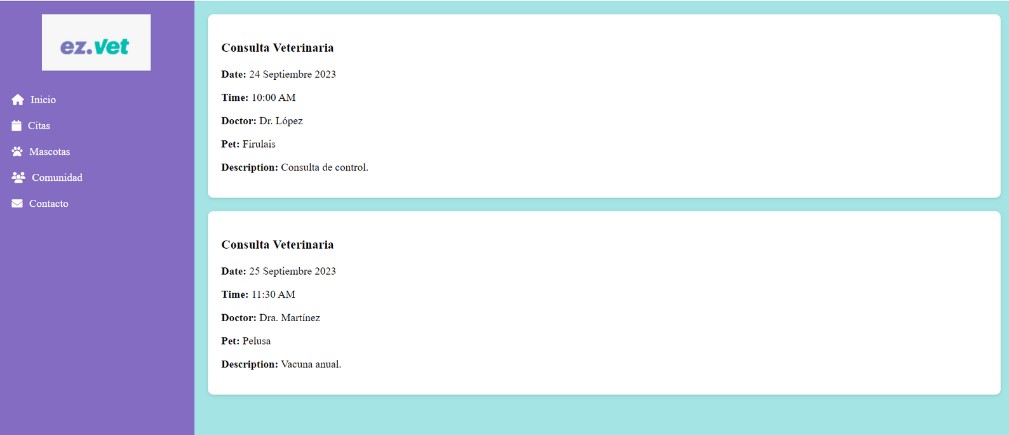 ez.vet
Inicio
Citas
Mascotas
Comunidad
Contacto
Consulta Veterinaria
Date: 24 Septiembre 2023
Time: 10:00 AM
Doctor: Dr. López
Pet: Firulais
Description: Consulta de control.
Consulta Veterinaria
Date: 25 Septiembre 2023
Time: 11:30 AM
Doctor: Dra. Martínez
Pet: Pelusa
Description: Vacuna anual.